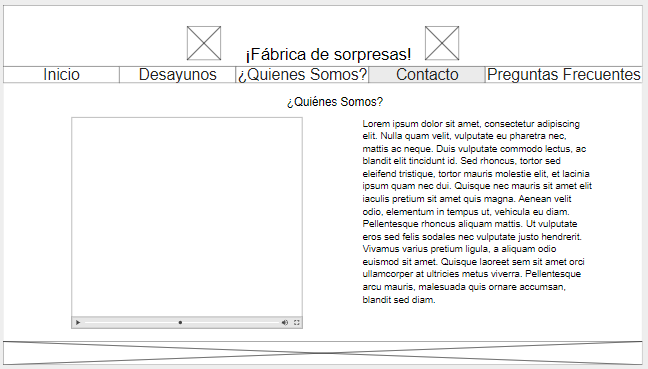 ¡Fábrica de sorpresas!
Inicio Desayunos ¿Quienes Somos? Contacto Preguntas Frecuentes
¿Quiénes Somos?
Lorem ipsum dolor sit amet, consectetur adipiscing
elit. Nulla quam velit, vulputate eu pharetra nec,
mattis ac neque. Duis vulputate commodo lectus, ac
blandit elit tincidunt id. Sed rhoncus, tortor sed
eleifend tristique, tortor mauris molestie elit, et lacinia
ipsum quam nec dui. Quisque nec mauris sit amet elit
iaculis pretium sit amet quis magna. Aenean velit
odio, elementum in tempus ut, vehicula eu diam.
Pellentesque rhoncus aliquam mattis. Ut vulputate
eros sed felis sodales nec vulputate justo hendrerit.
Vivamus varius pretium ligula, a aliquam odio
euismod sit amet. Quisque laoreet sem sit amet orci
ullamcorper at ultricies metus viverra. Pellentesque
arcu mauris, malesuada quis ornare accumsan,
blandit sed diam.